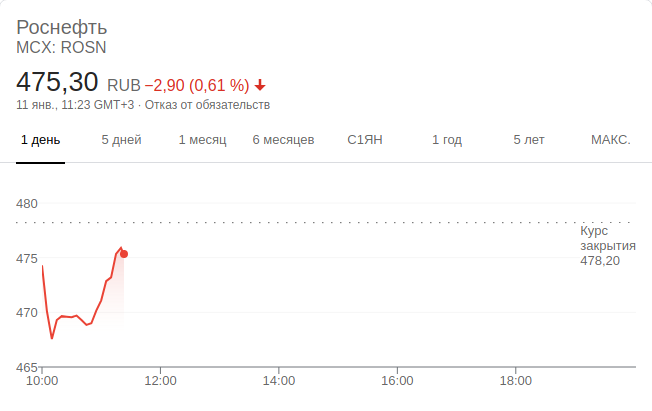 Роснефть
MCX: ROSN
475,30 RUB −2,90 (0,61 %)
11 янв., 11:23 GMT+3 · Отказ от обязательств
1 день 5 дней 1 месяц 6 месяцев С1ЯН 1 год 5 лет МАКС.
480
Курс
закрытия
478,20
475
470
465
10:00 12:00 14:00 16:00 18:00